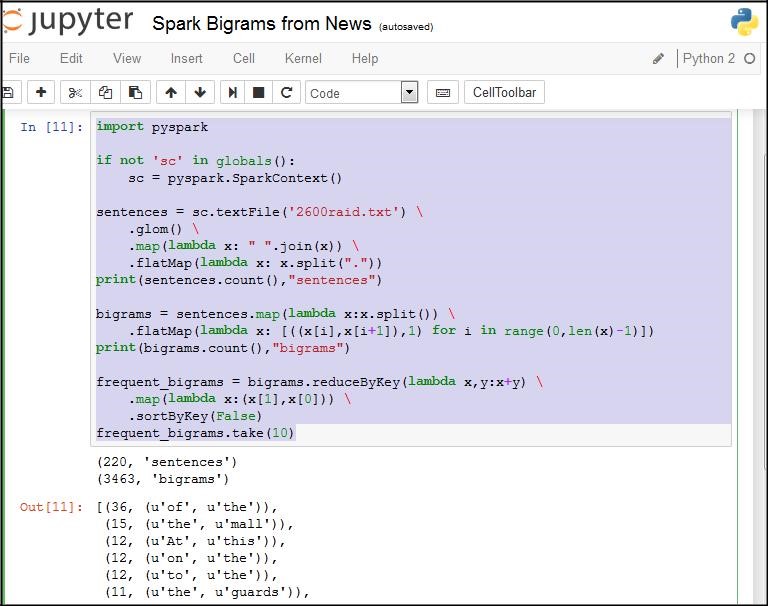 jupyter Spark Bigrams from News (autosaved)
File Edit View Insert Cell Kernel Help Python 2
Code CellToolbar
In [11]: import pyspark
if not 'sc' in globals():
    sc = pyspark.SparkContext()
sentences = sc.textFile('2600raid.txt') \
    .glom() \
    .map(lambda x: " ".join(x)) \
    .flatMap(lambda x: x.split("."))
print(sentences.count(),"sentences")
bigrams = sentences.map(lambda x:x.split()) \
    .flatMap(lambda x: [((x[i],x[i+1]),1) for i in range(0,len(x)-1)])
print(bigrams.count(),"bigrams")
frequent_bigrams = bigrams.reduceByKey(lambda x,y:x+y) \
    .map(lambda x:(x[1],x[0])) \
    .sortByKey(False)
frequent_bigrams.take(10)
(220, 'sentences')
(3463, 'bigrams')
Out[11]: [(36, (u'of', u'the')),
(15, (u'the', u'mall')),
(12, (u'At', u'this')),
(12, (u'on', u'the')),
(12, (u'to', u'the')),
(11, (u'the', u'guards')),